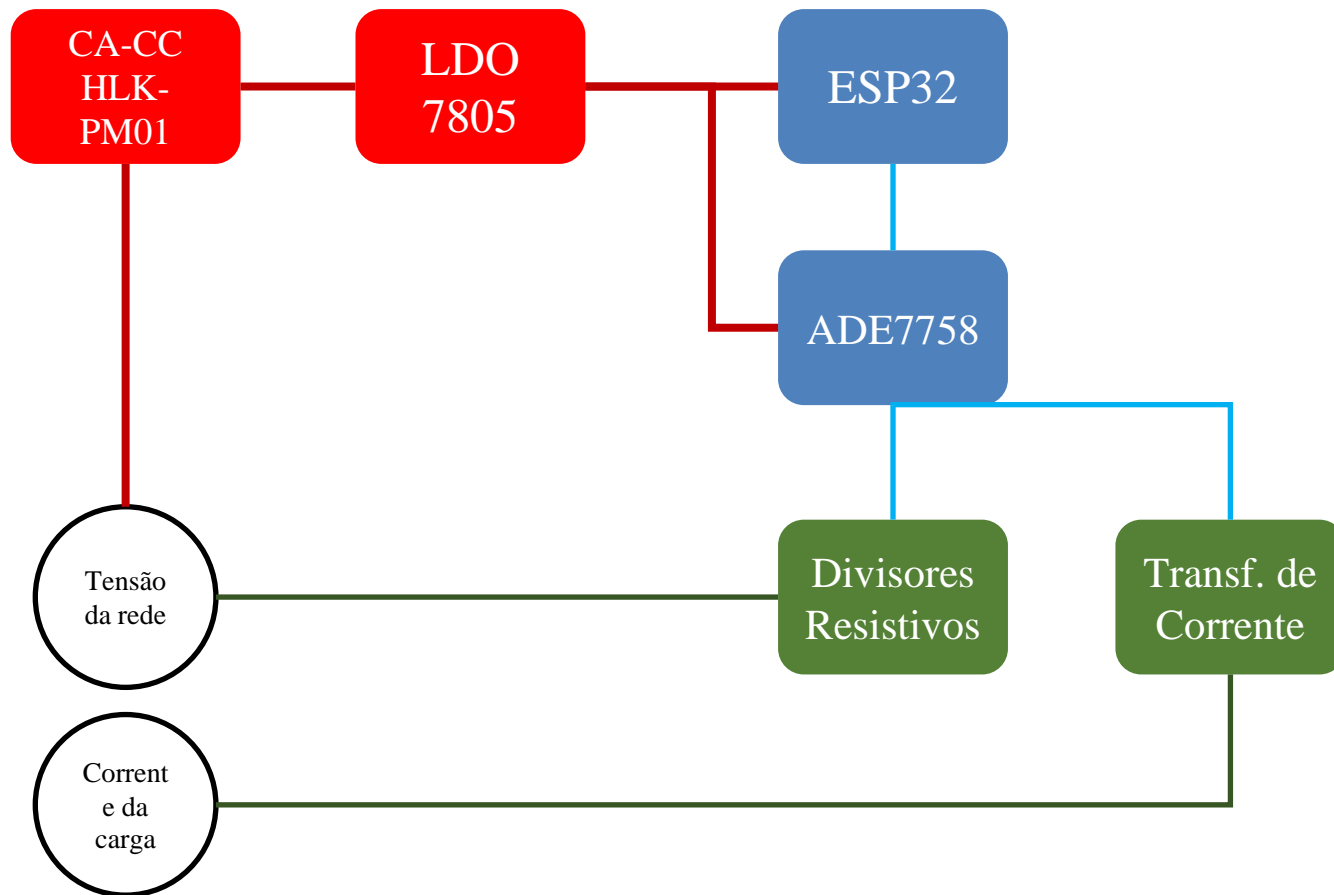 CA-CC
HLK-
PM01
LDO
7805
ESP32
ADE7758
Tensão
da rede
Divisores
Resistivos
Transf. de
Corrente
Corrent
e da
carga